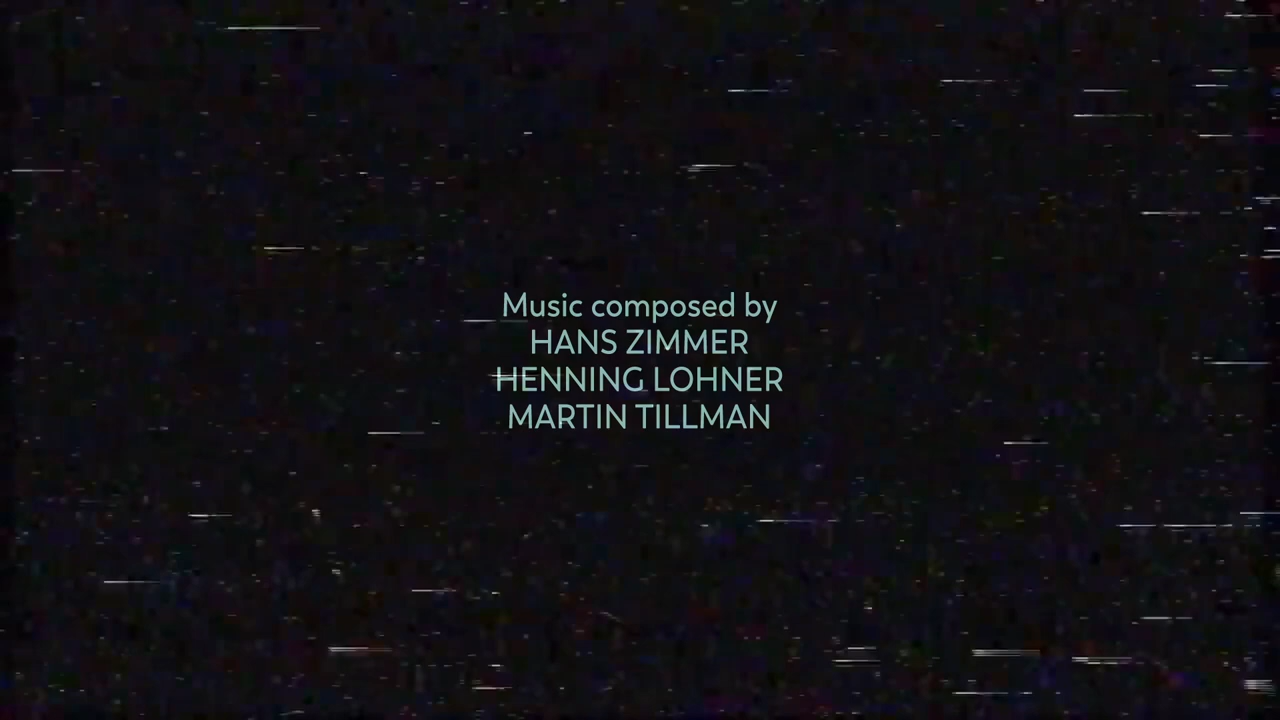 Music composed by
HANS ZIMMER
HENNING LOHNER
MARTIN TILLMAN